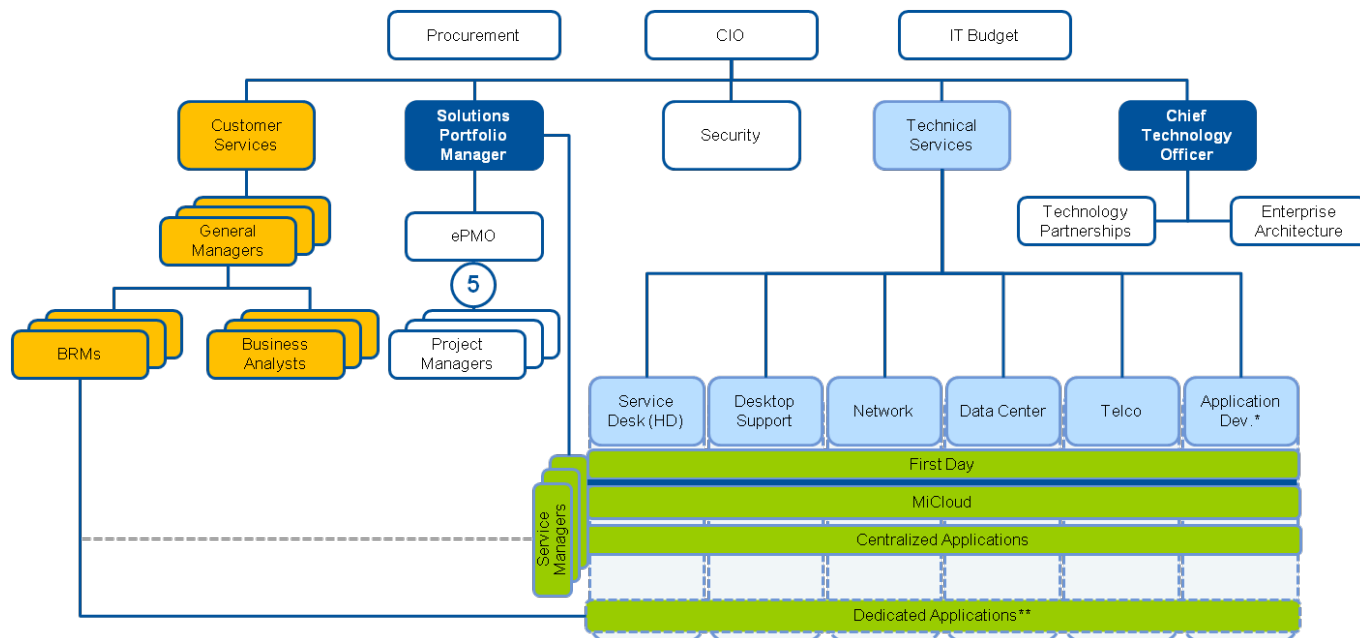 Procurement
CIO
IT Budget
Customer
Services
Solutions
Portfolio
Manager
Security
Technical
Services
Chief
Technology
Officer
General
Managers
ePMO
Technology
Partnerships
Enterprise
Architecture
5
BRMs
Business
Analysts
Project
Managers
Service
Desk (HD)
Desktop
Support
Network
Data Center
Telco
Application
Dev.*
Service
Managers
First Day
MiCloud
Centralized Applications
Dedicated Applications**